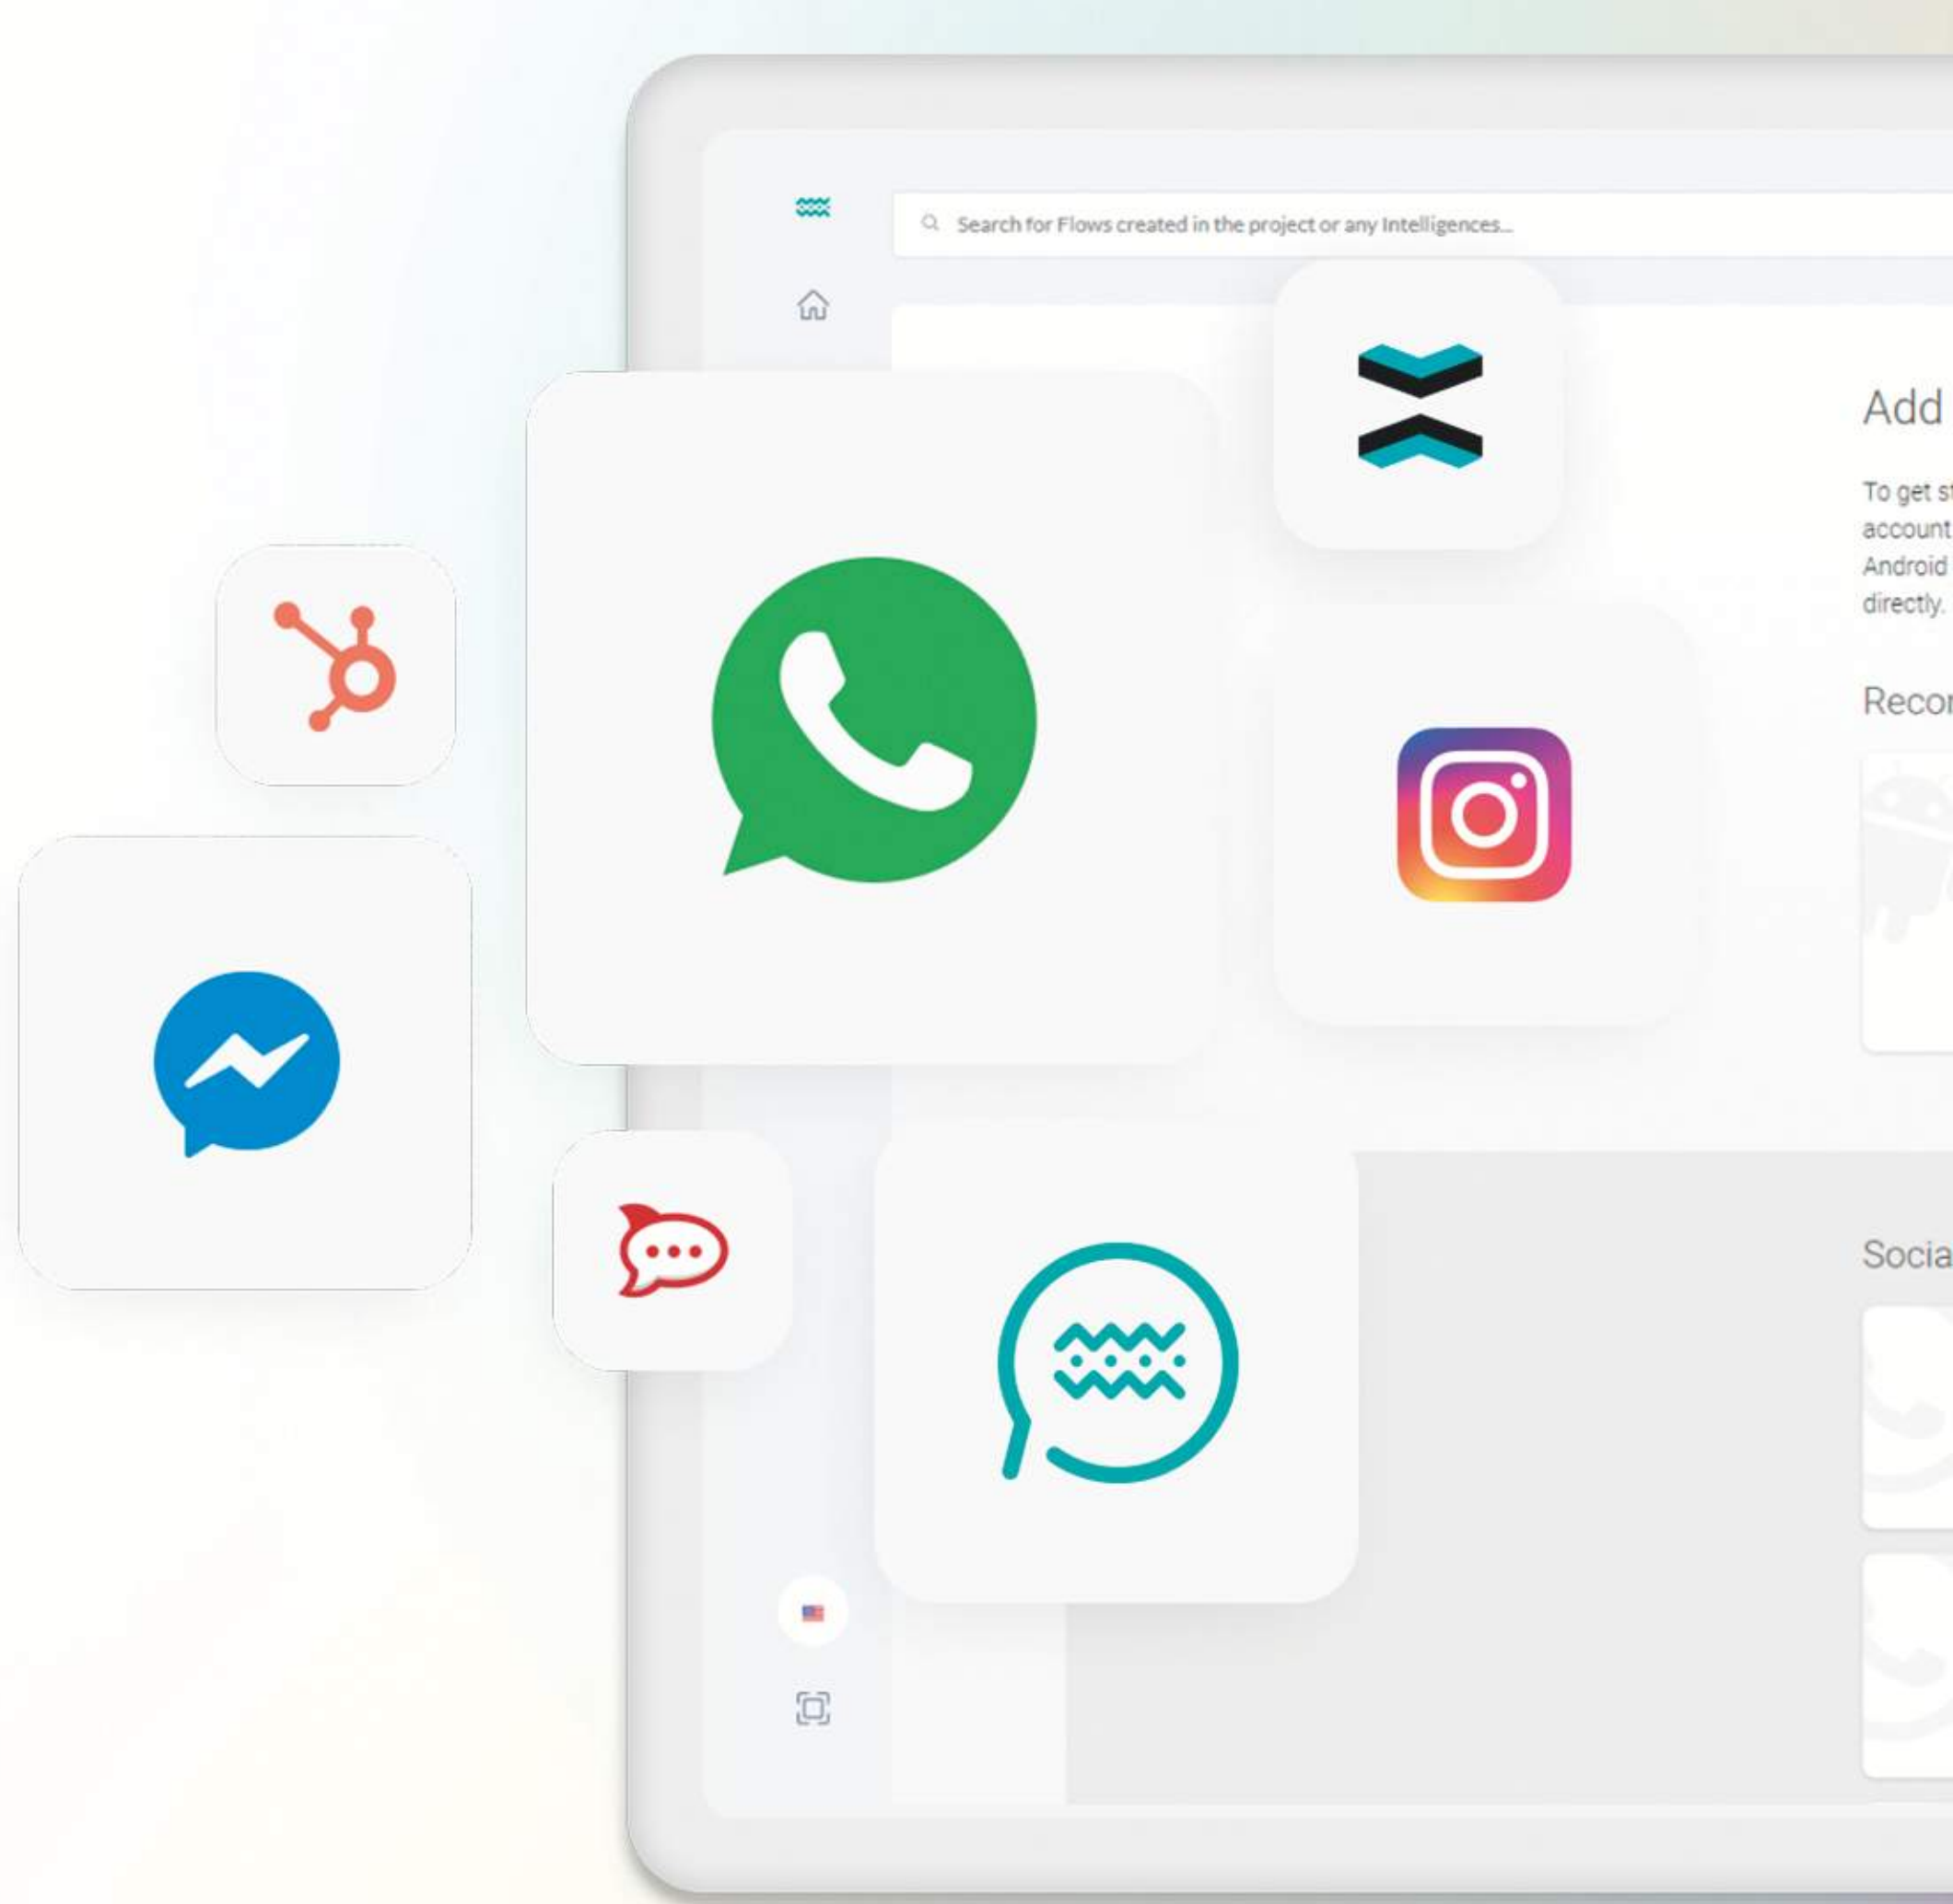 Search for Flows created in the project or any Intelligences...
Add
To get st
account
Android
directly.
Recor
Socia